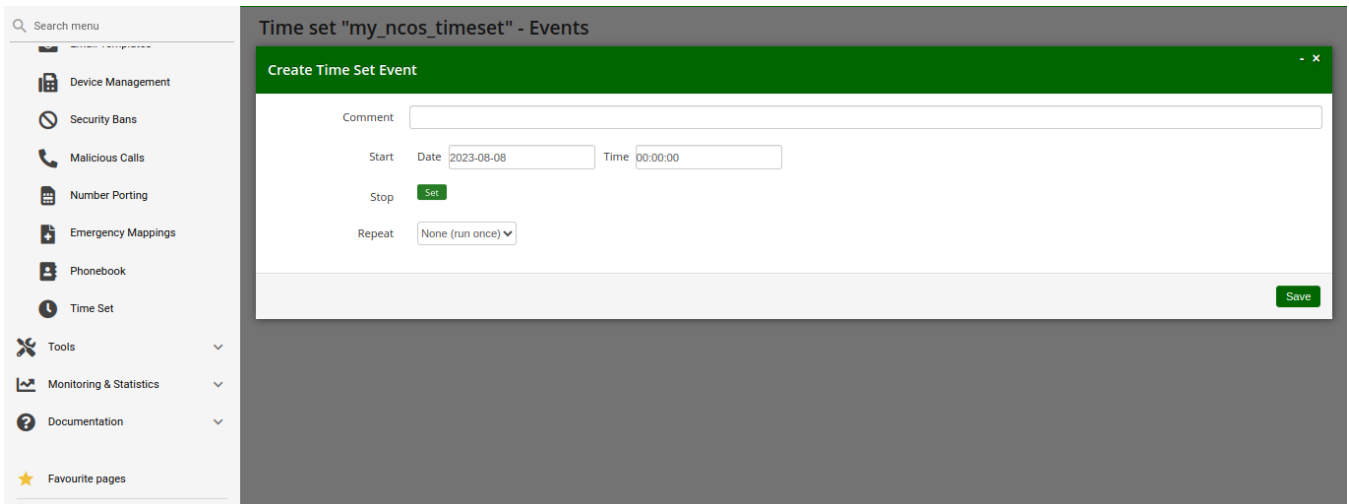 Search menu
Email Templates
Device Management
Security Bans
Malicious Calls
Number Porting
Emergency Mappings
Phonebook
Time Set
Tools
Monitoring & Statistics
Documentation
Favourite pages
Time set "my_ncos_timeset" - Events
Create Time Set Event
- ×
Comment
Start Date 2023-08-08 Time 00:00:00
Stop Set
Repeat None (run once)
Save